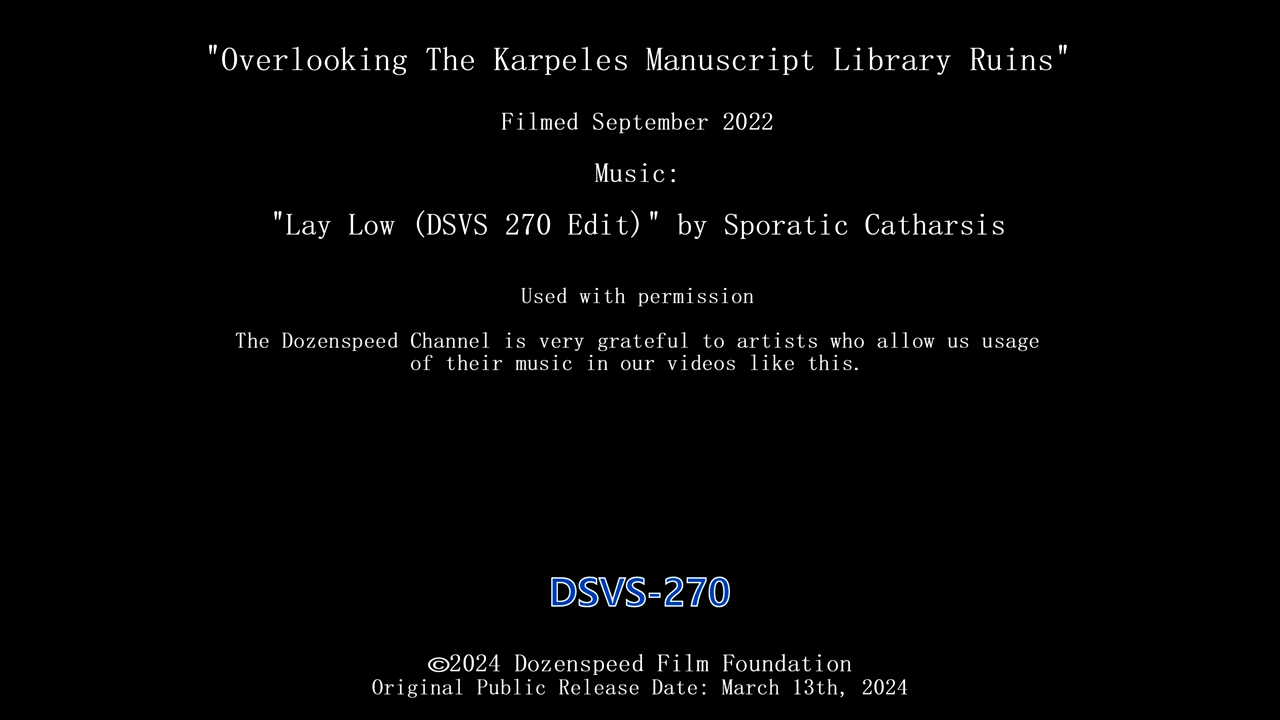 "Overlooking The Karpeles Manuscript Library Ruins"
Filmed September 2022
Music:
"Lay Low (DSVS 270 Edit)" by Sporatic Catharsis
Used with permission
The Dozenspeed Channel is very grateful to artists who allow us usage
of their music in our videos like this.
DSVS-270
©2024 Dozenspeed Film Foundation
Original Public Release Date: March 13th, 2024